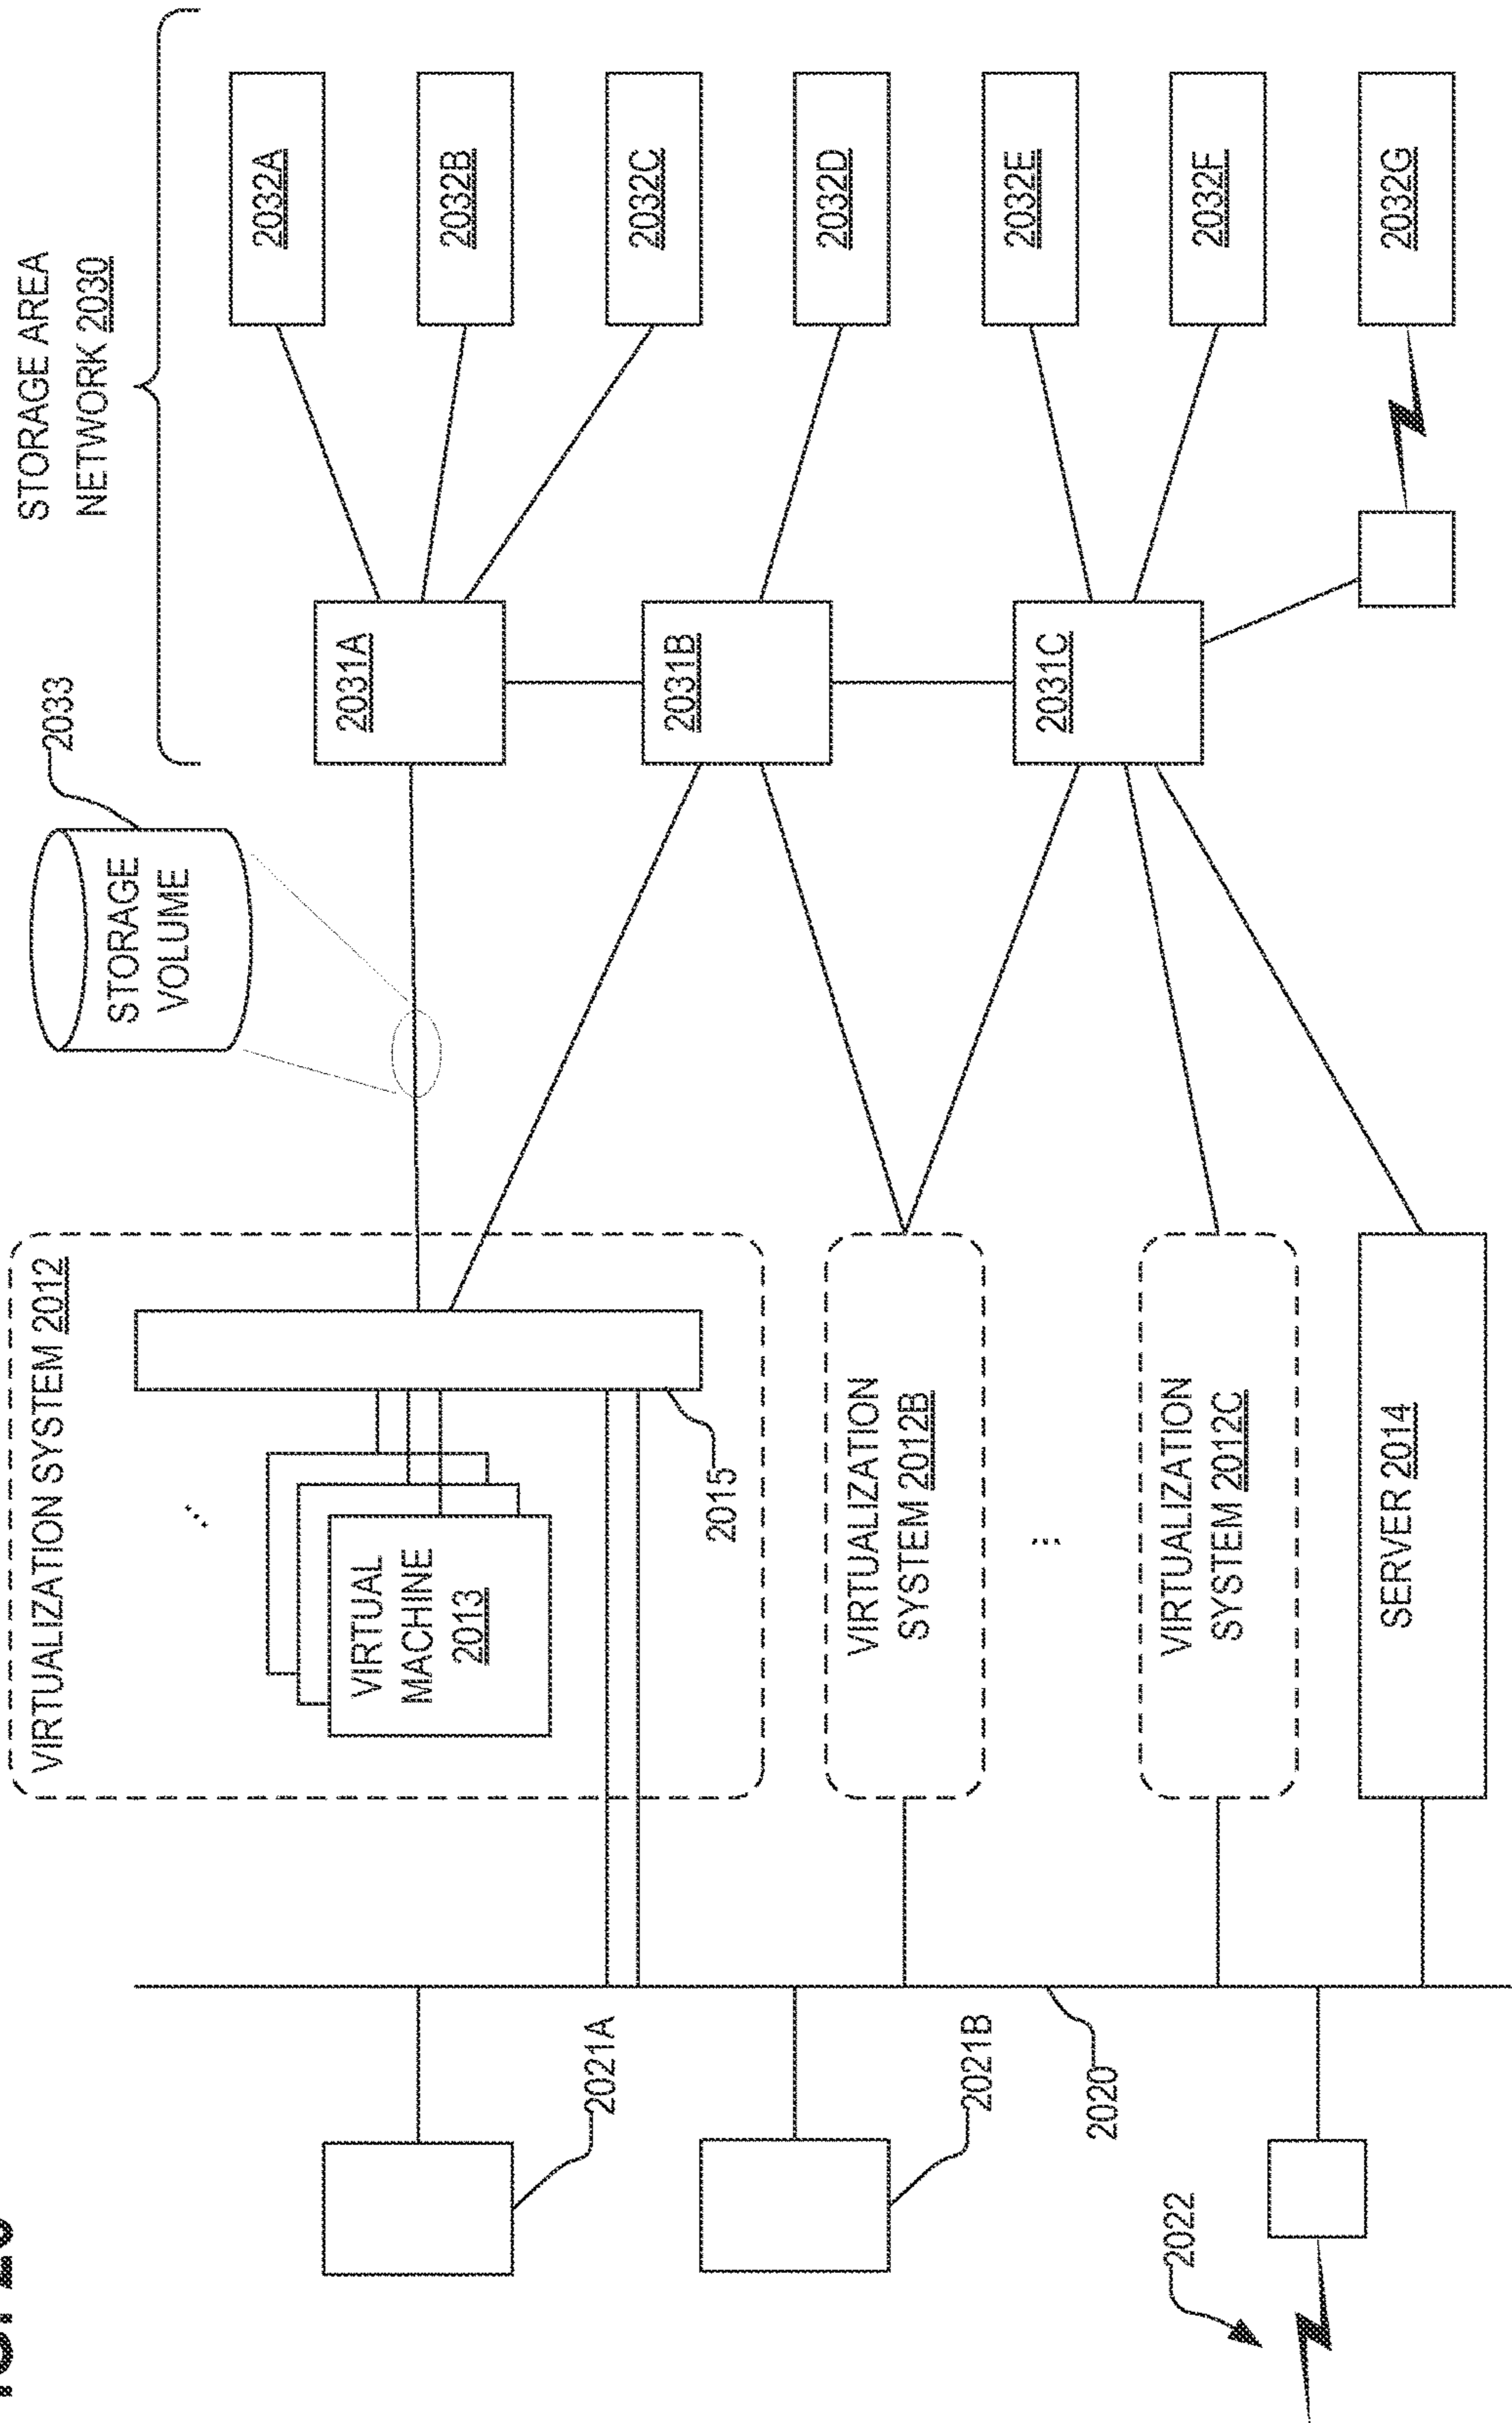 STORAGE AREA
NETWORK 2030
2032A
2032B
2032C
2032D
2032E
2032F
2032G
2031A
2031B
2031C
2033
STORAGE
VOLUME
VIRTUALIZATION SYSTEM 2012
...
VIRTUAL
MACHINE
2013
2015
VIRTUALIZATION
SYSTEM 2012B
...
VIRTUALIZATION
SYSTEM 2012C
SERVER 2014
2021A
2021B
2020
2022